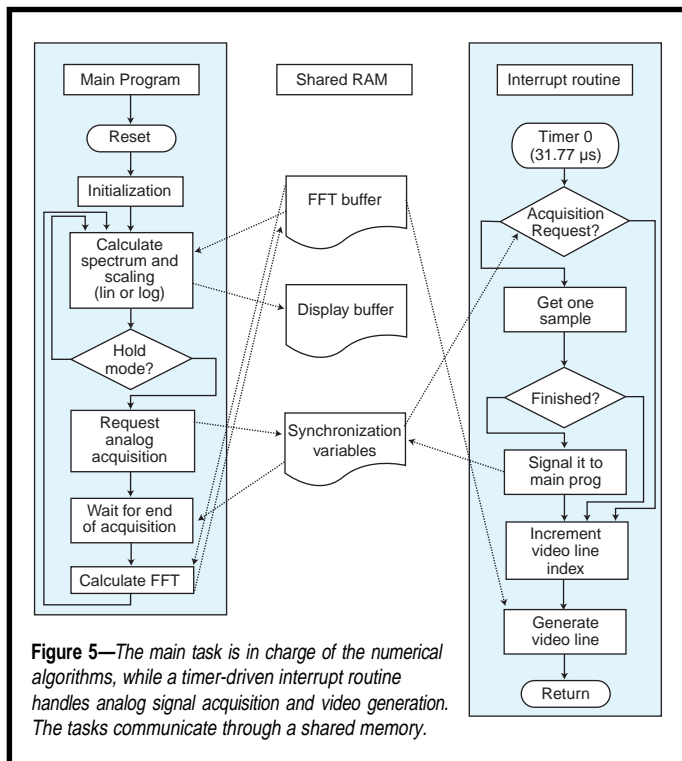 Main Program
Reset
Initialization
Calculate
spectrum and
scaling
(lin or log)
Hold
mode?
Request
analog
acquisition
Wait for end
of acquisition
Calculate FFT
Shared RAM
FFT buffer
Display buffer
Synchronization
variables
Interrupt routine
Timer 0
(31.77 µs)
Acquisition
Request?
Get one
sample
Finished?
Signal it to
main prog
Increment
video line
index
Generate
video line
Return
Figure 5—The main task is in charge of the numerical
algorithms, while a timer-driven interrupt routine
handles analog signal acquisition and video generation.
The tasks communicate through a shared memory.